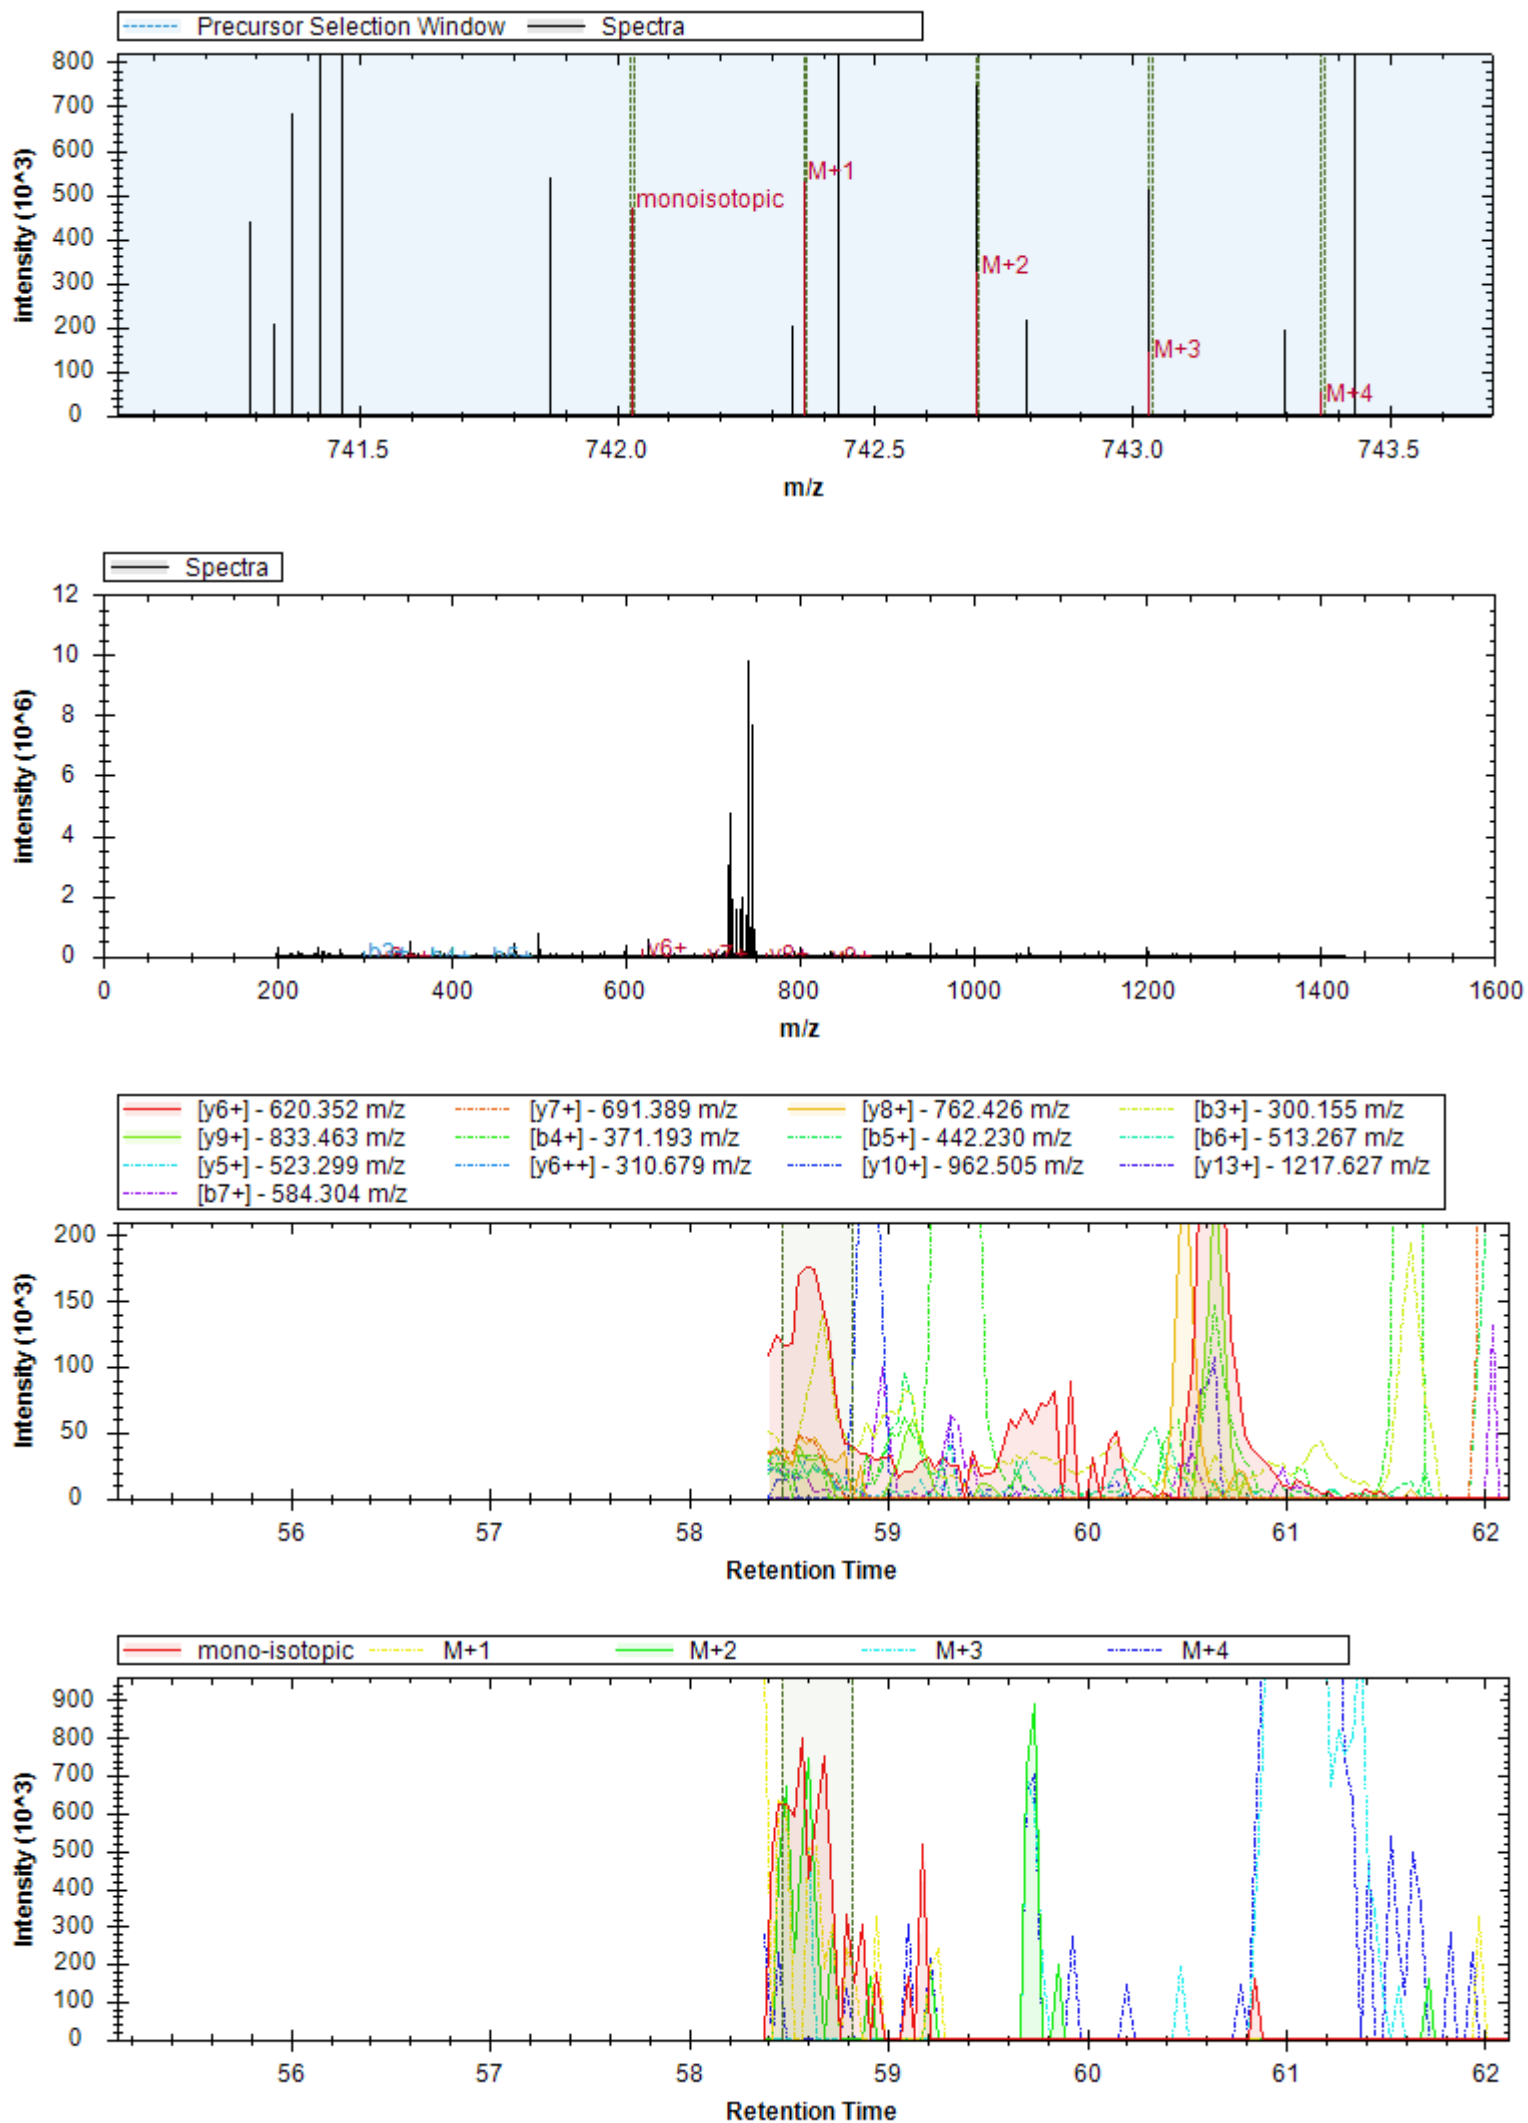 Precursor Selection Window Spectra
800
700
600
500
400
300
200
100
0
intensity (10^3)
monoisotopic
M+1
M+2
M+3
M+4
741.5 742.0 742.5 743.0 743.5
m/z
Spectra
12
10
8
6
4
2
0
intensity (10^6)
y6+
0 200 400 600 800 1000 1200 1400 1600
m/z
[y6+] - 620.352 m/z [y7+] - 691.389 m/z [y8+] - 762.426 m/z [b3+] - 300.155 m/z
[y9+] - 833.463 m/z [b4+] - 371.193 m/z [b5+] - 442.230 m/z [b6+] - 513.267 m/z
[y5+] - 523.299 m/z [y6++] - 310.679 m/z [y10+] - 962.505 m/z [y13+] - 1217.627 m/z
[b7+] - 584.304 m/z
200
150
100
50
0
Intensity (10^3)
56 57 58 59 60 61 62
Retention Time
mono-isotopic M+1 M+2 M+3 M+4
900
800
700
600
500
400
300
200
100
0
Intensity (10^3)
56 57 58 59 60 61 62
Retention Time